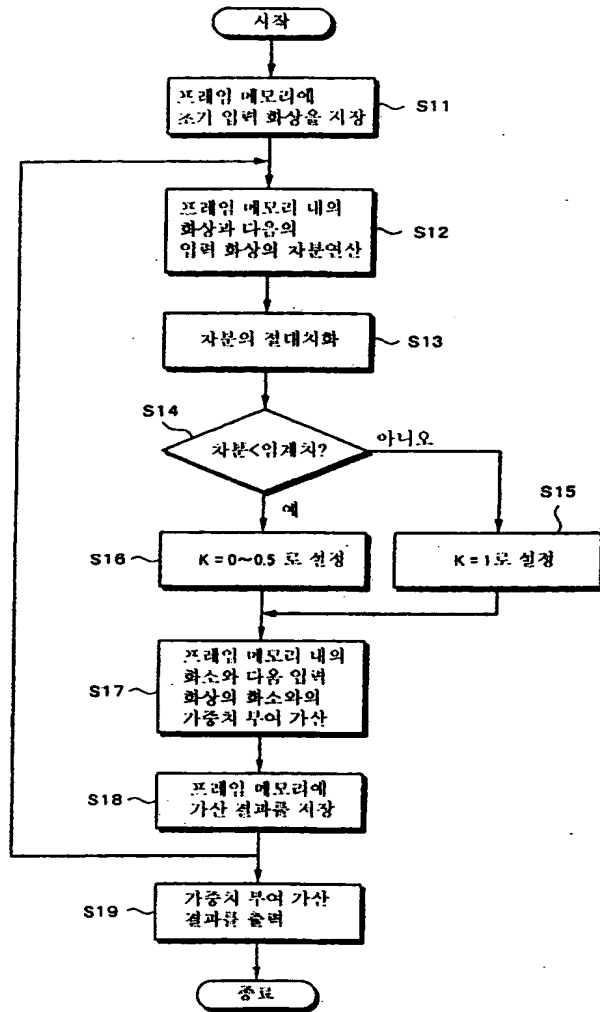 시작
프레임 메모리에
초기 입력 화상을 저장
S11
프레임 메모리 내의
화상과 다음의
입력 화상의 차분연산
S12
차분의 절대치화
S13
S14
차분<임계치?
아니오
예
S15
S16
K = 0~0.5 로 설정
K = 1로 설정
S17
프레임 메모리 내의
화소와 다음 입력
화상의 화소와의
가중치 부여 가산
S18
프레임 메모리에
가산 결과를 저장
S19
가중치 부여 가산
결과를 출력
종료